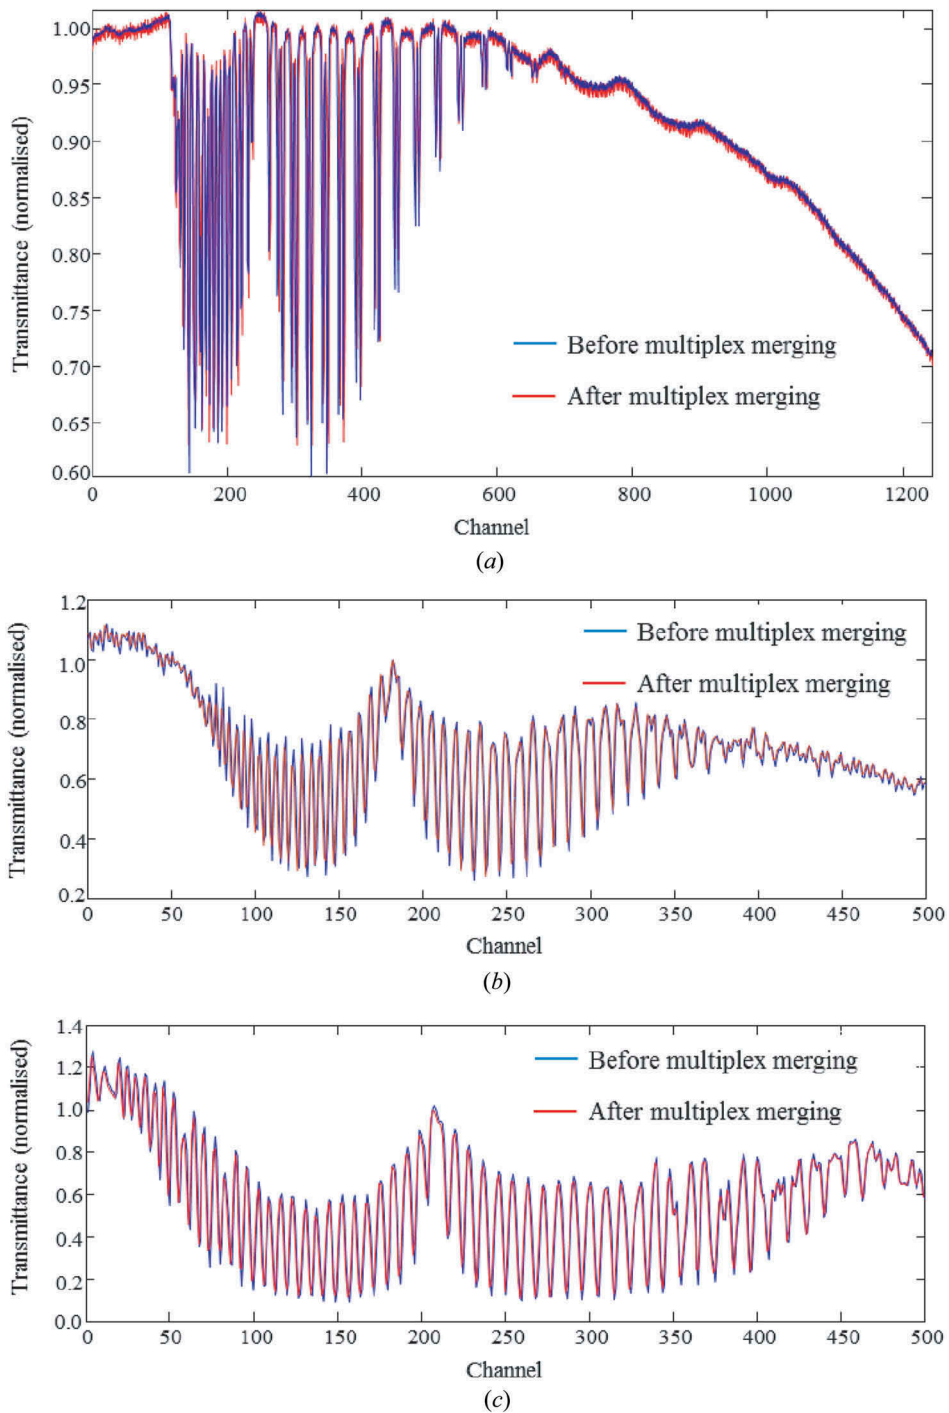 Transmittance (normalised)
1.00
0.95
0.90
0.85
0.80
0.75
0.70
0.65
0.60
Before multiplex merging
After multiplex merging
0 200 400 600 800 1000 1200
Channel
(a)
Transmittance (normalised)
1.2
1.0
0.8
0.6
0.4
0.2
Before multiplex merging
After multiplex merging
0 50 100 150 200 250 300 350 400 450 500
Channel
(b)
Transmittance (normalised)
1.4
1.2
1.0
0.8
0.6
0.4
0.2
0.0
Before multiplex merging
After multiplex merging
0 50 100 150 200 250 300 350 400 450 500
Channel
(c)